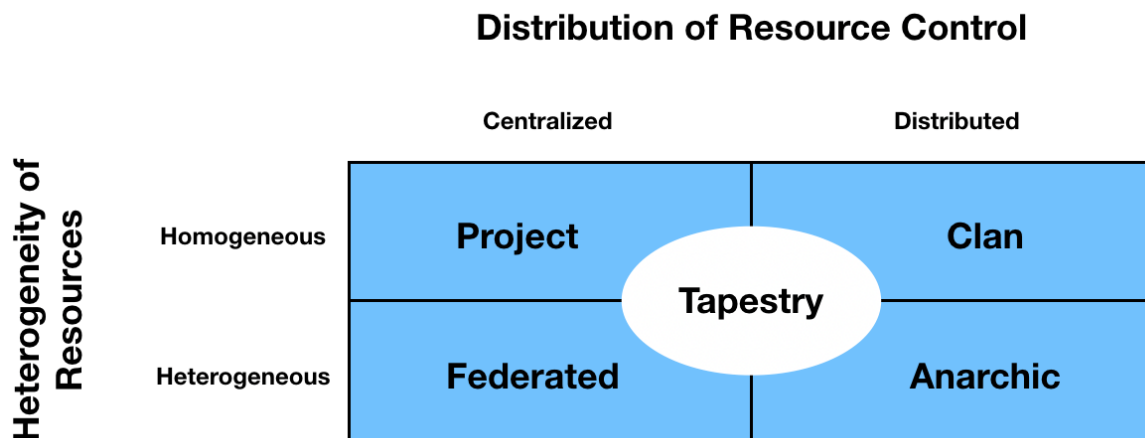 Distribution of Resource Control
Centralized
Distributed
Heterogeneity of
Resources
Homogeneous
Project
Clan
Tapestry
Heterogeneous
Federated
Anarchic